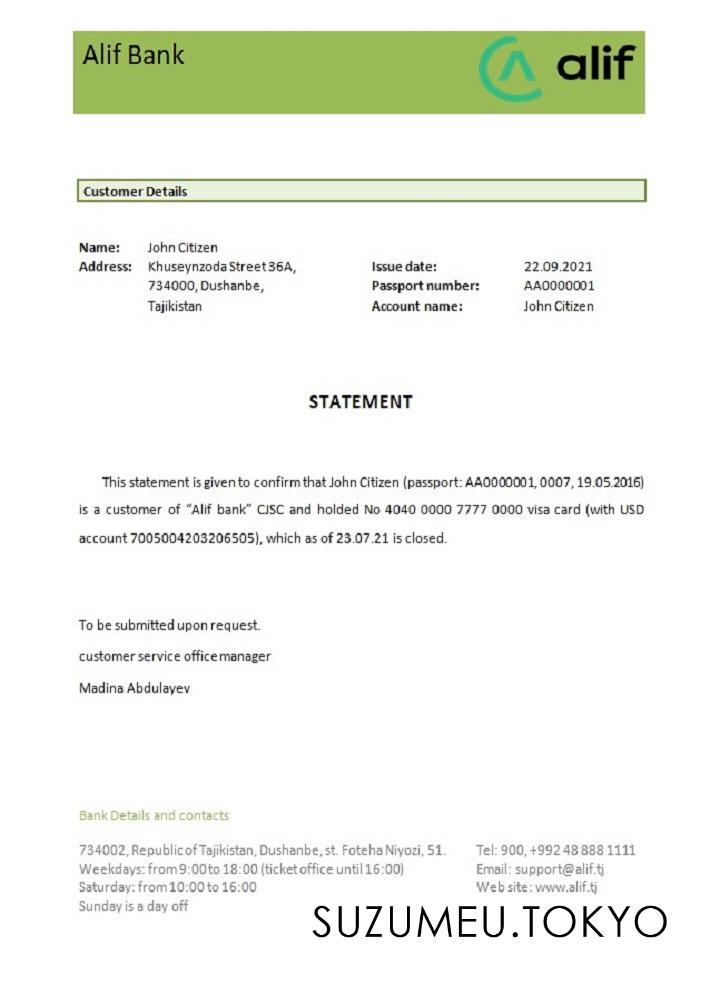 Alif Bank
alif
Customer Details
Name: John Citizen
Address: Khuseynzoda Street 36A,
734000, Dushanbe,
Tajikistan
Issue date: 22.09.2021
Passport number: AA0000001
Account name: John Citizen
STATEMENT
This statement is given to confirm that John Citizen (passport: AA0000001, 0007, 19.05.2016)
is a customer of “Alif bank” CJSC and holded No 4040 0000 7777 0000 visa card (with USD
account 7005004203206505), which as of 23.07.21 is closed.
To be submitted upon request.
customer service office manager
Madina Abdulayev
Bank Details and contacts
734002, Republic of Tajikistan, Dushanbe, st. Foteha Niyozi, 51.
Weekdays: from 9:00 to 18:00 (ticket office until 16:00)
Saturday: from 10:00 to 16:00
Sunday is a day off
Tel: 900, +992 48 888 1111
Email: support@alif.tj
Web site: www.alif.tj
SUZUMEU.TOKYO